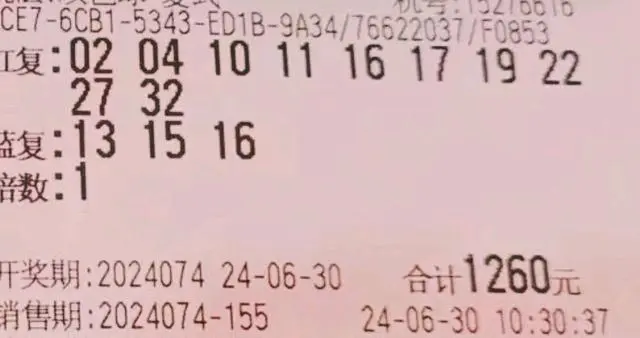 CE7-6CB1-5343-ED1B-9A34/76622037/F0853
红复:02 04 10 11 16 17 19 22
27 32
蓝复:13 15 16
倍数:1
开奖期:2024074 24-06-30 合计1260元
销售期:2024074-155 24-06-30 10:30:37